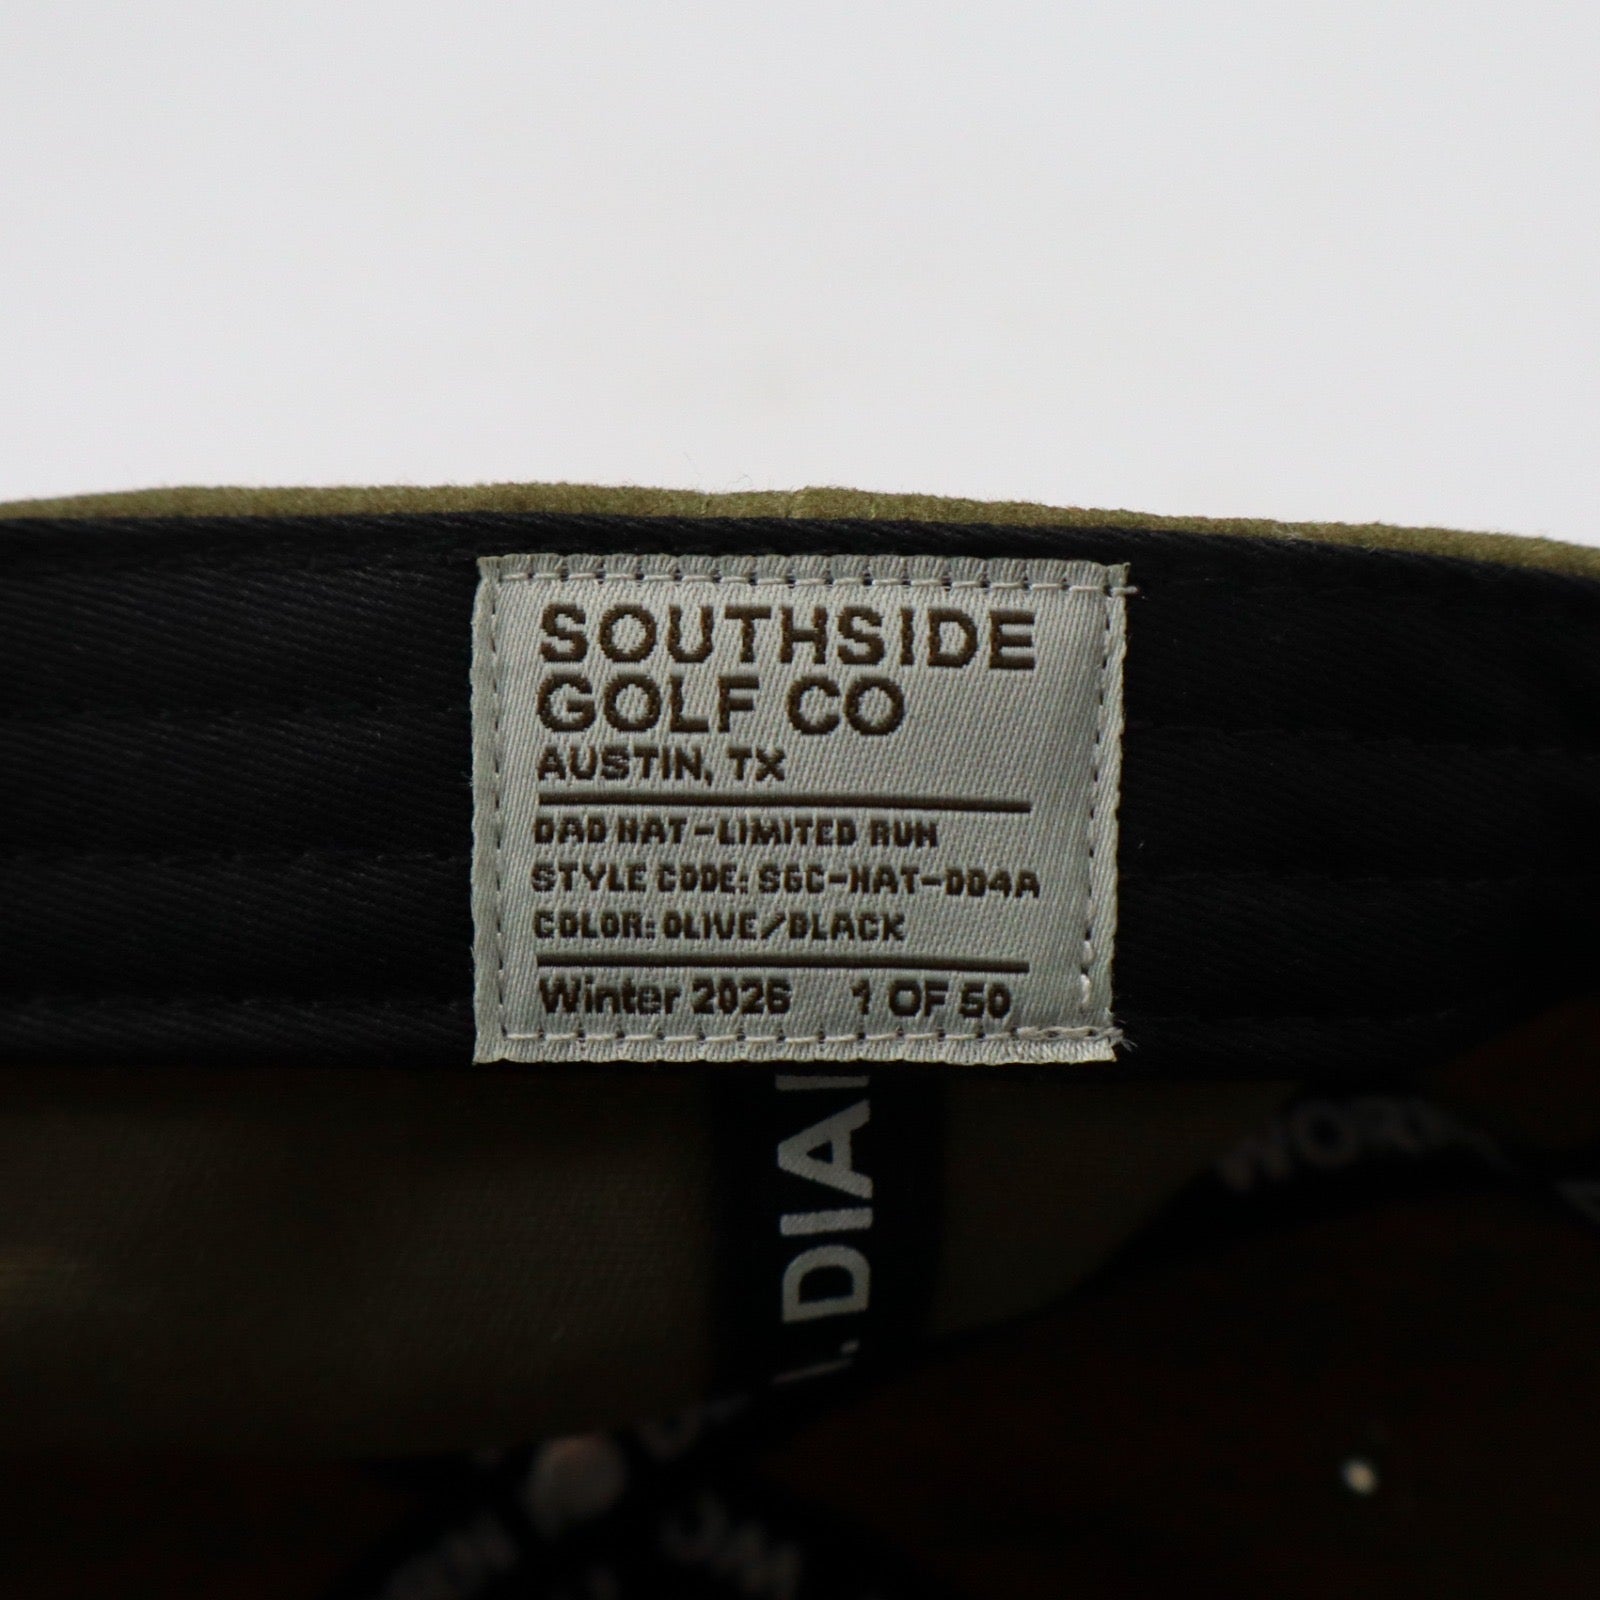 SOUTHSIDE
GOLF CO
AUSTIN, TX
DAD HAT-LIMITED RUN
STYLE CODE: SGC-HAT-004A
COLOR: OLIVE/BLACK
Winter 2026 1 OF 50